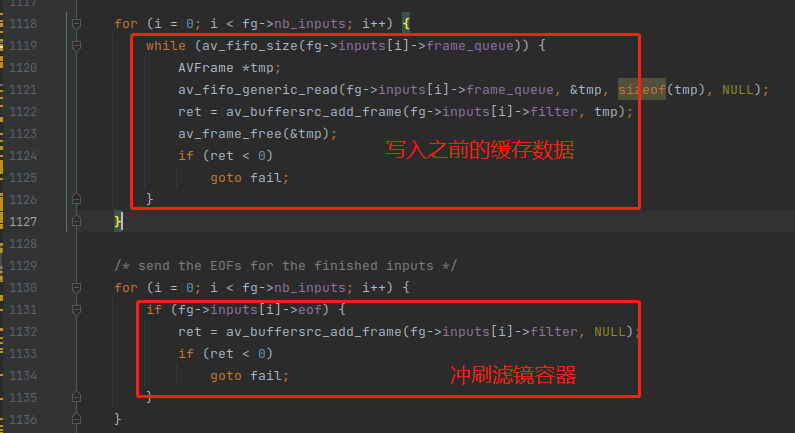 1117
1118 for (i = 0; i < fg->nb_inputs; i++) {
1119 while (av_fifo_size(fg->inputs[i]->frame_queue)) {
1120 AVFrame *tmp;
1121 av_fifo_generic_read(fg->inputs[i]->frame_queue, &tmp, sizeof(tmp), NULL);
1122 ret = av_buffersrc_add_frame(fg->inputs[i]->filter, tmp);
1123 av_frame_free(&tmp);
1124 if (ret < 0)
写入之前的缓存数据
1125 goto fail;
1126 }
1127 }
1128
1129 /* send the EOFs for the finished inputs */
1130 for (i = 0; i < fg->nb_inputs; i++) {
1131 if (fg->inputs[i]->eof) {
1132 ret = av_buffersrc_add_frame(fg->inputs[i]->filter, NULL);
1133 if (ret < 0)
1134 goto fail;
冲刷滤镜容器
1135 }
1136 }